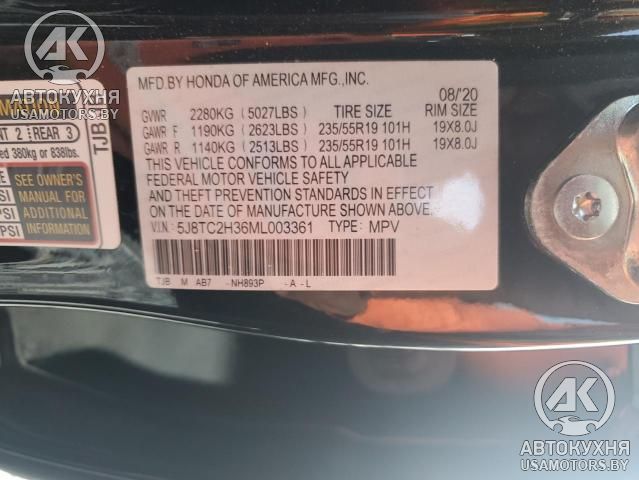 MFD.BY HONDA OF AMERICA MFG.,INC.
08/'20
GVWR 2280KG (5027LBS) TIRE SIZE RIM SIZE
GAWR F 1190KG (2623LBS) 235/55R19 101H 19X8.0J
GAWR R 1140KG (2513LBS) 235/55R19 101H 19X8.0J
THIS VEHICLE CONFORMS TO ALL APPLICABLE
FEDERAL MOTOR VEHICLE SAFETY
AND THEFT PREVENTION STANDARDS IN EFFECT
ON THE DATE OF MANUFACTURE SHOWN ABOVE.
V.I.N: 5J8TC2H36ML003361 TYPE: MPV
TJB M AB7 -NH893P -A-L
2 REAR 3
380kg or 838lbs.
PSI
PSI
SEE OWNER'S
MANUAL FOR
ADDITIONAL
INFORMATION
АК
АВТОКУХНЯ
USAMOTORS.BY
АК
АВТОКУХНЯ
USAMOTORS.BY